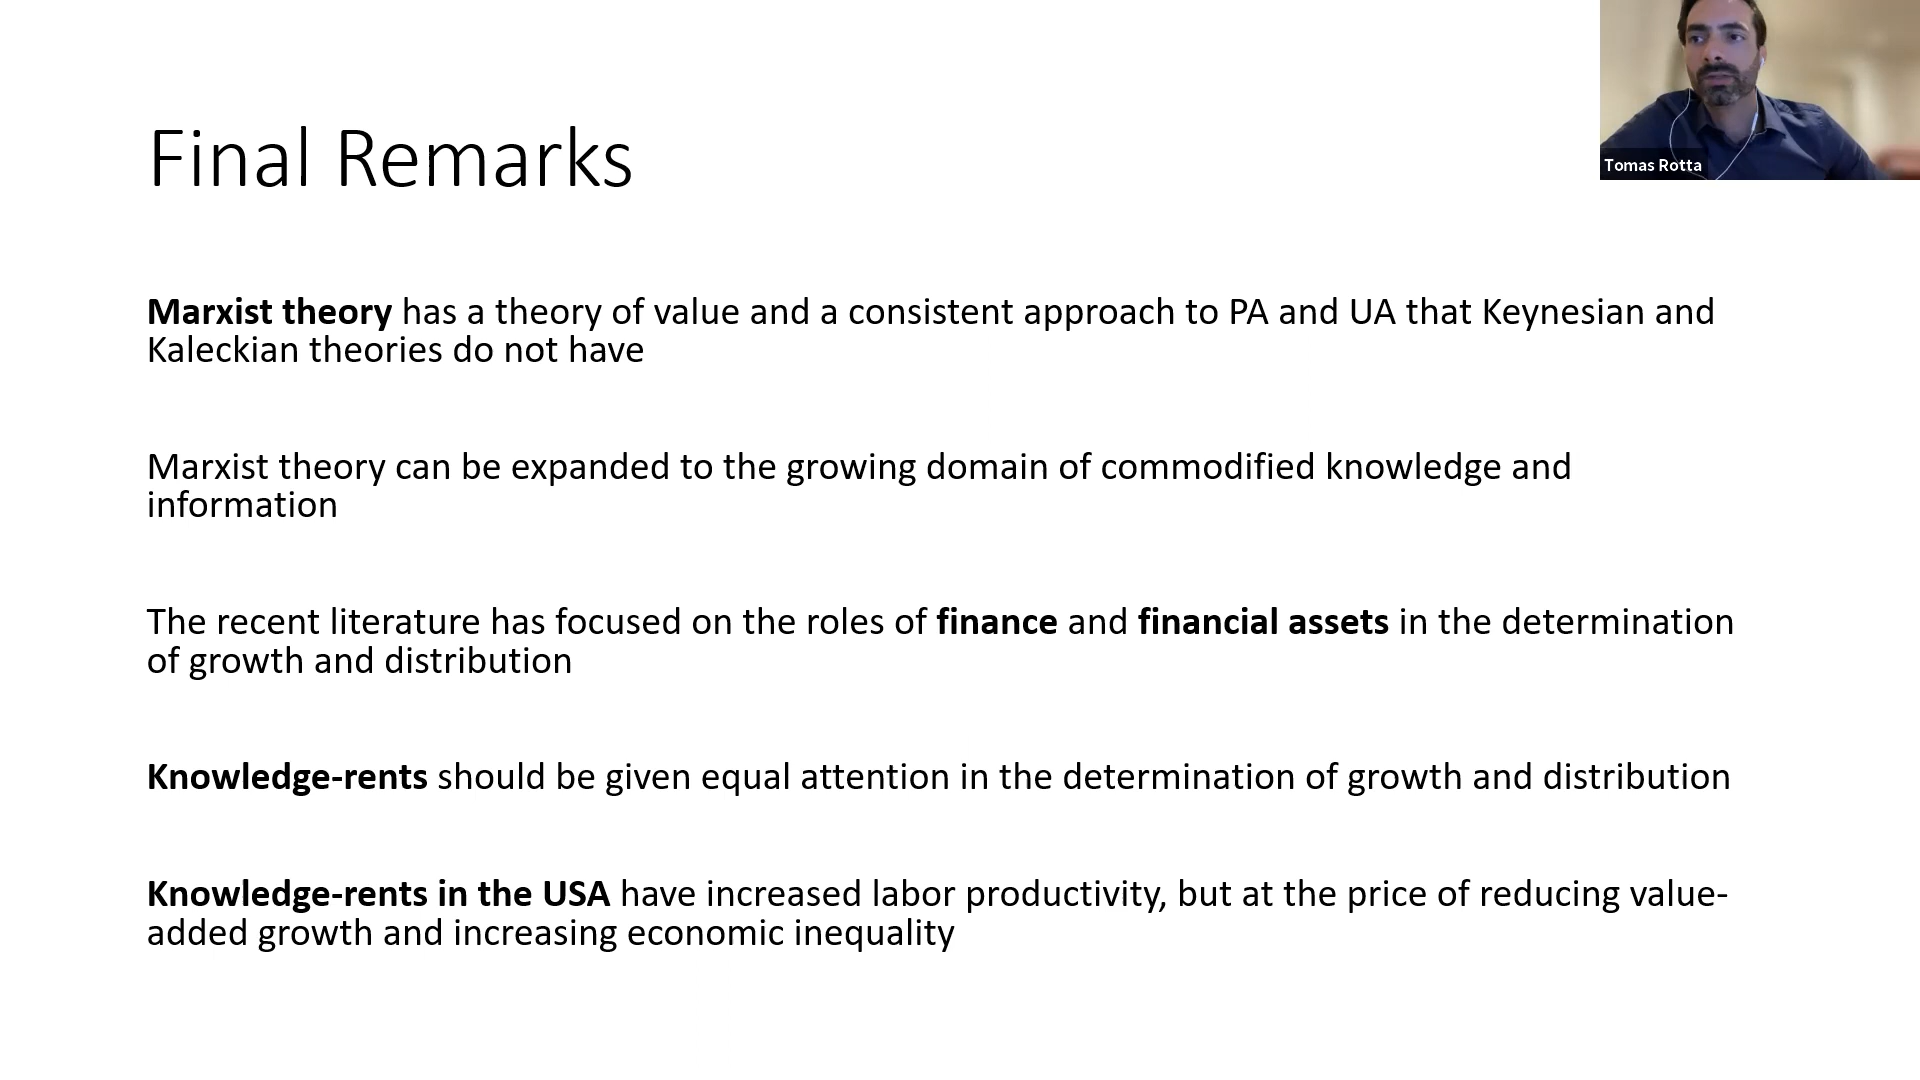 Final Remarks
Tomas Rotta
Marxist theory has a theory of value and a consistent approach to PA and UA that Keynesian and
Kaleckian theories do not have
Marxist theory can be expanded to the growing domain of commodified knowledge and
information
The recent literature has focused on the roles of finance and financial assets in the determination
of growth and distribution
Knowledge-rents should be given equal attention in the determination of growth and distribution
Knowledge-rents in the USA have increased labor productivity, but at the price of reducing value-
added growth and increasing economic inequality